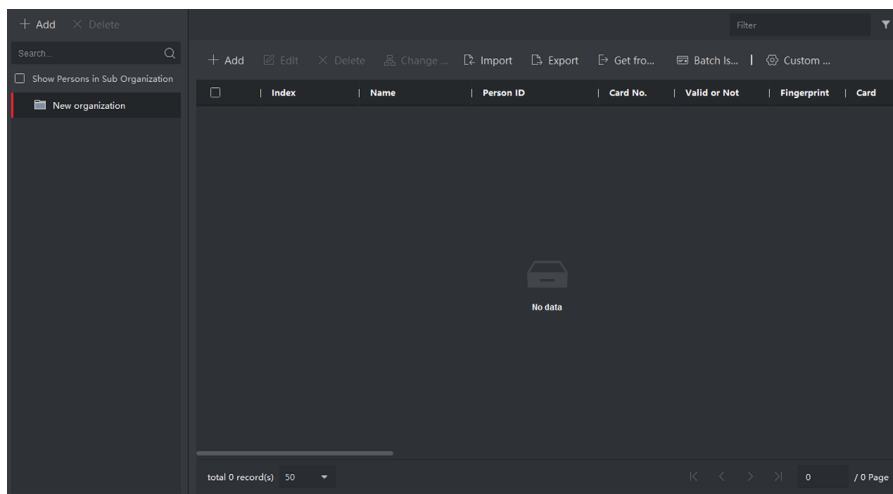 Add Delete
Filter
Search...
Show Persons in Sub Organization
New organization
Add Edit Delete Change ... Import Export Get fro... Batch Is... Custom ...
Index Name Person ID Card No. Valid or Not Fingerprint Card
No data
total 0 record(s) 50 0 / 0 Page